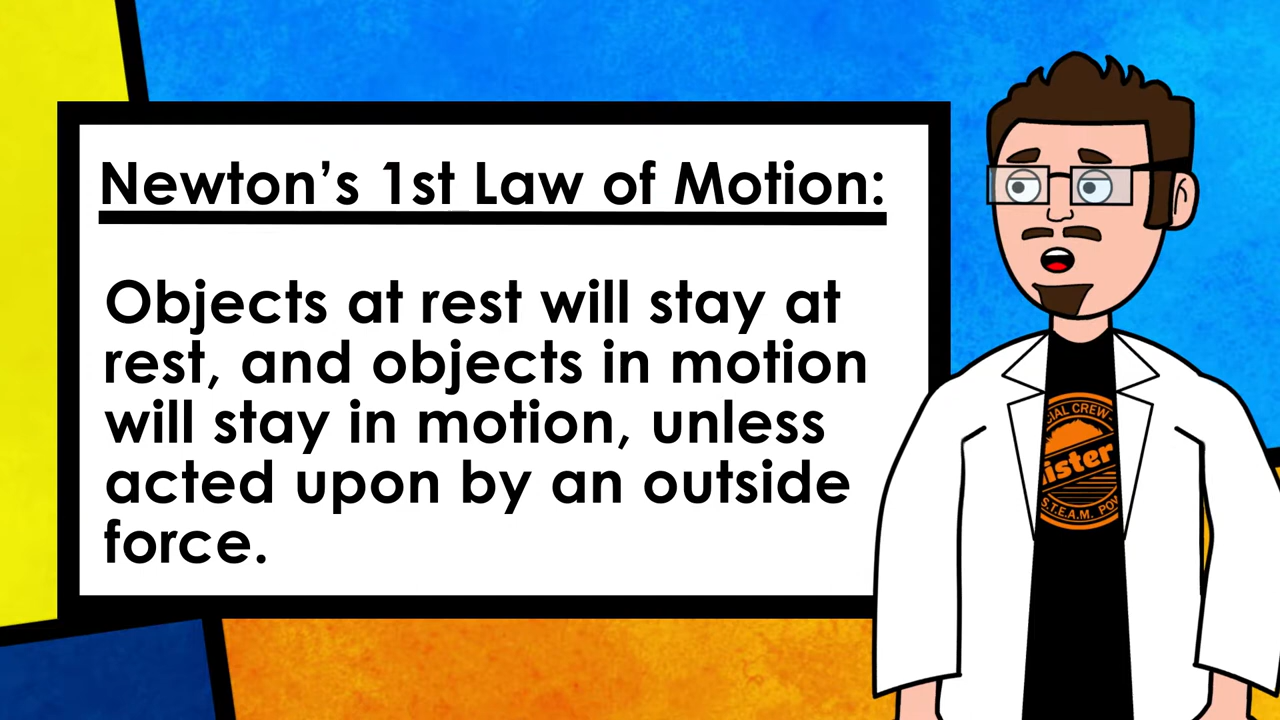 Newton’s 1st Law of Motion:
Objects at rest will stay at
rest, and objects in motion
will stay in motion, unless
acted upon by an outside
force.
CREW
S.T.E.A.M.